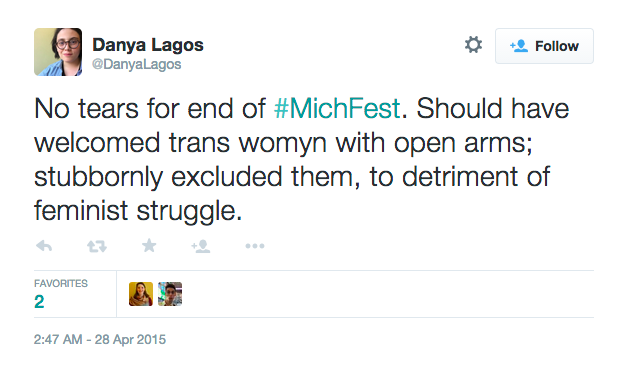 Danya Lagos
@DanyaLagos
Follow
No tears for end of #MichFest. Should have
welcomed trans womyn with open arms;
stubbornly excluded them, to detriment of
feminist struggle.
FAVORITES
2
2:47 AM - 28 Apr 2015